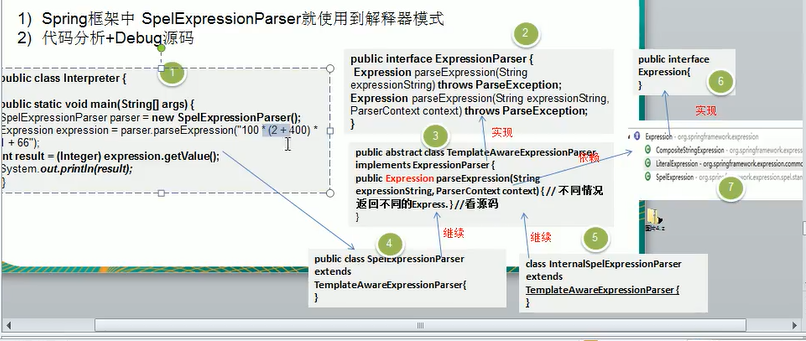 1) Spring框架中 SpelExpressionParser就使用到解释器模式
2) 代码分析+Debug源码
1
public class Interpreter {
public static void main(String[] args) {
SpelExpressionParser parser = new SpelExpressionParser();
Expression expression = parser.parseExpression("100 * (2 + 400) *
1 + 66");
int result = (Integer) expression.getValue();
System.out.println(result);
}
2
public interface ExpressionParser {
Expression parseExpression(String
expressionString) throws ParseException;
Expression parseExpression(String expressionString,
ParserContext context) throws ParseException;
}
3
实现
public abstract class TemplateAwareExpressionParser
implements ExpressionParser {
public Expression parseExpression(String
expressionString, ParserContext context) { // 不同情况
返回不同的Express. } //看源码
}
依赖
4
继续
public class SpelExpressionParser
extends
TemplateAwareExpressionParser{
}
5
继续
class InternalSpelExpressionParser
extends
TemplateAwareExpressionParser {
}
public interface
Expression{
}
6
实现
Expression - org.springframework.expression
CompositeStringExpression - org.springframework
LiteralExpression - org.springframework.expression.commo
SpelExpression - org.springframework.expression.spel.stan
7